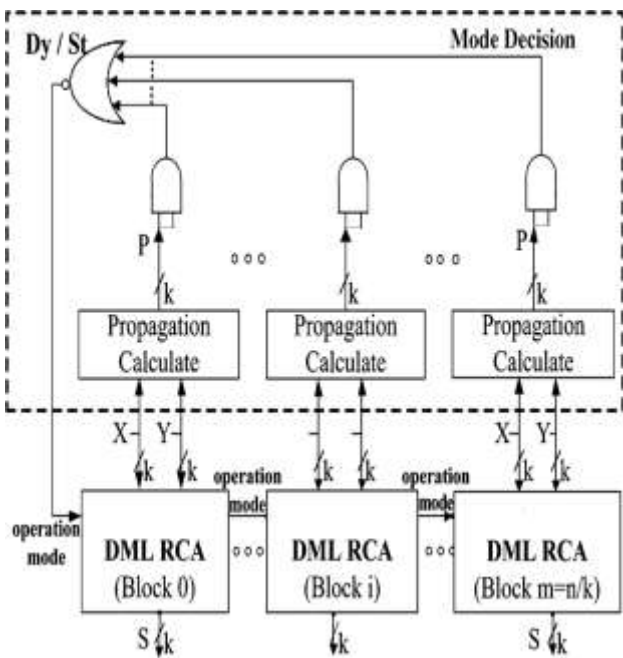 Dy / St
Mode Decision
P
P
k
k
k
Propagation
Calculate
Propagation
Calculate
Propagation
Calculate
X
Y
X
Y
k
k
k
k
k
k
operation
mode
operation
mode
operation
mode
DML RCA
(Block 0)
DML RCA
(Block i)
DML RCA
(Block m=n/k)
S
k
k
S
k